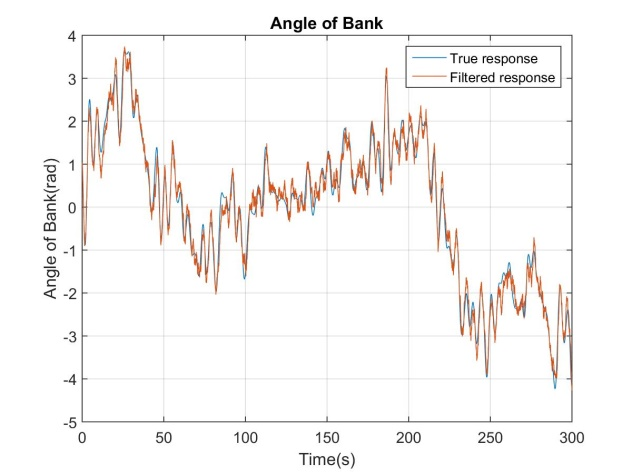 Angle of Bank
4
3
2
1
0
-1
-2
-3
-4
-5
Angle of Bank(rad)
True response
Filtered response
0 50 100 150 200 250 300
Time(s)